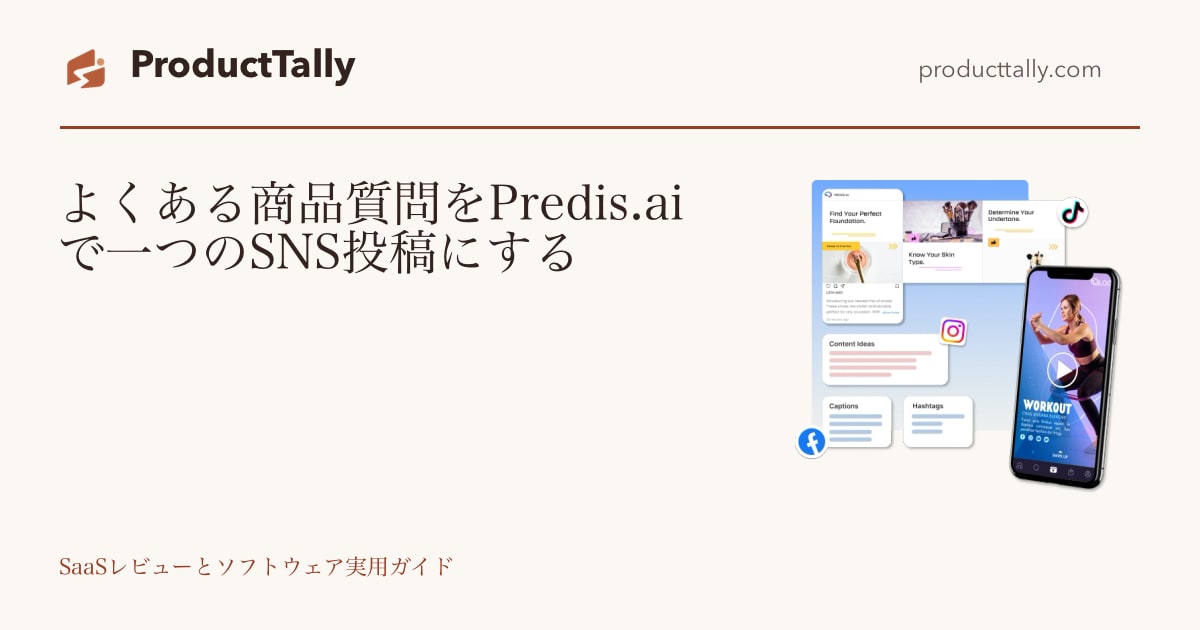 ProductTally
producttally.com
よくある商品質問をPredis.ai
で一つのSNS投稿にする
Find Your Perfect
Foundation.
Determine Your
Undertone.
Know Your Skin
Type.
Content Ideas
Captions
Hashtags
WORKOUT
SWIPE UP
SaaSレビューとソフトウェア実用ガイド